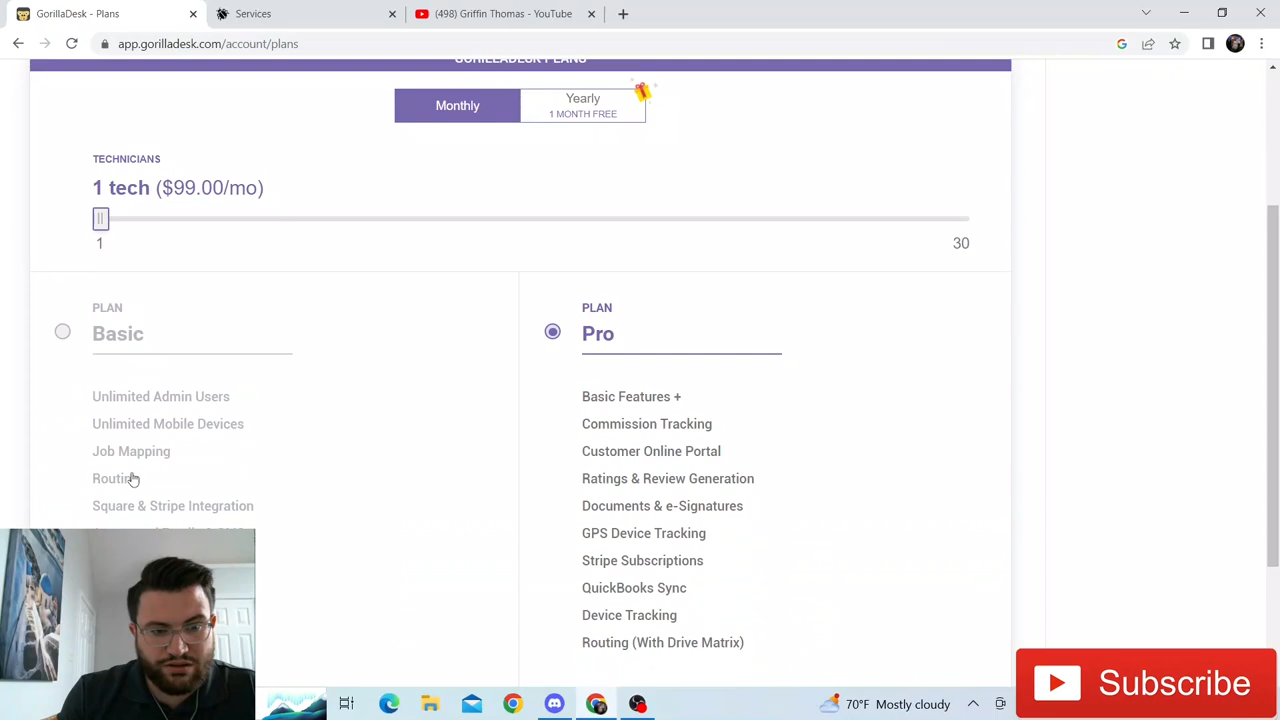 GorillaDesk - Plans
Services
(498) Griffin Thomas - YouTube
app.gorilladesk.com/account/plans
GORILLADESK PLANS
Monthly
Yearly
1 MONTH FREE
TECHNICIANS
1 tech ($99.00/mo)
1
30
PLAN
Basic
Unlimited Admin Users
Unlimited Mobile Devices
Job Mapping
Routing
Square & Stripe Integration
PLAN
Pro
Basic Features +
Commission Tracking
Customer Online Portal
Ratings & Review Generation
Documents & e-Signatures
GPS Device Tracking
Stripe Subscriptions
QuickBooks Sync
Device Tracking
Routing (With Drive Matrix)
Subscribe
70°F Mostly cloudy